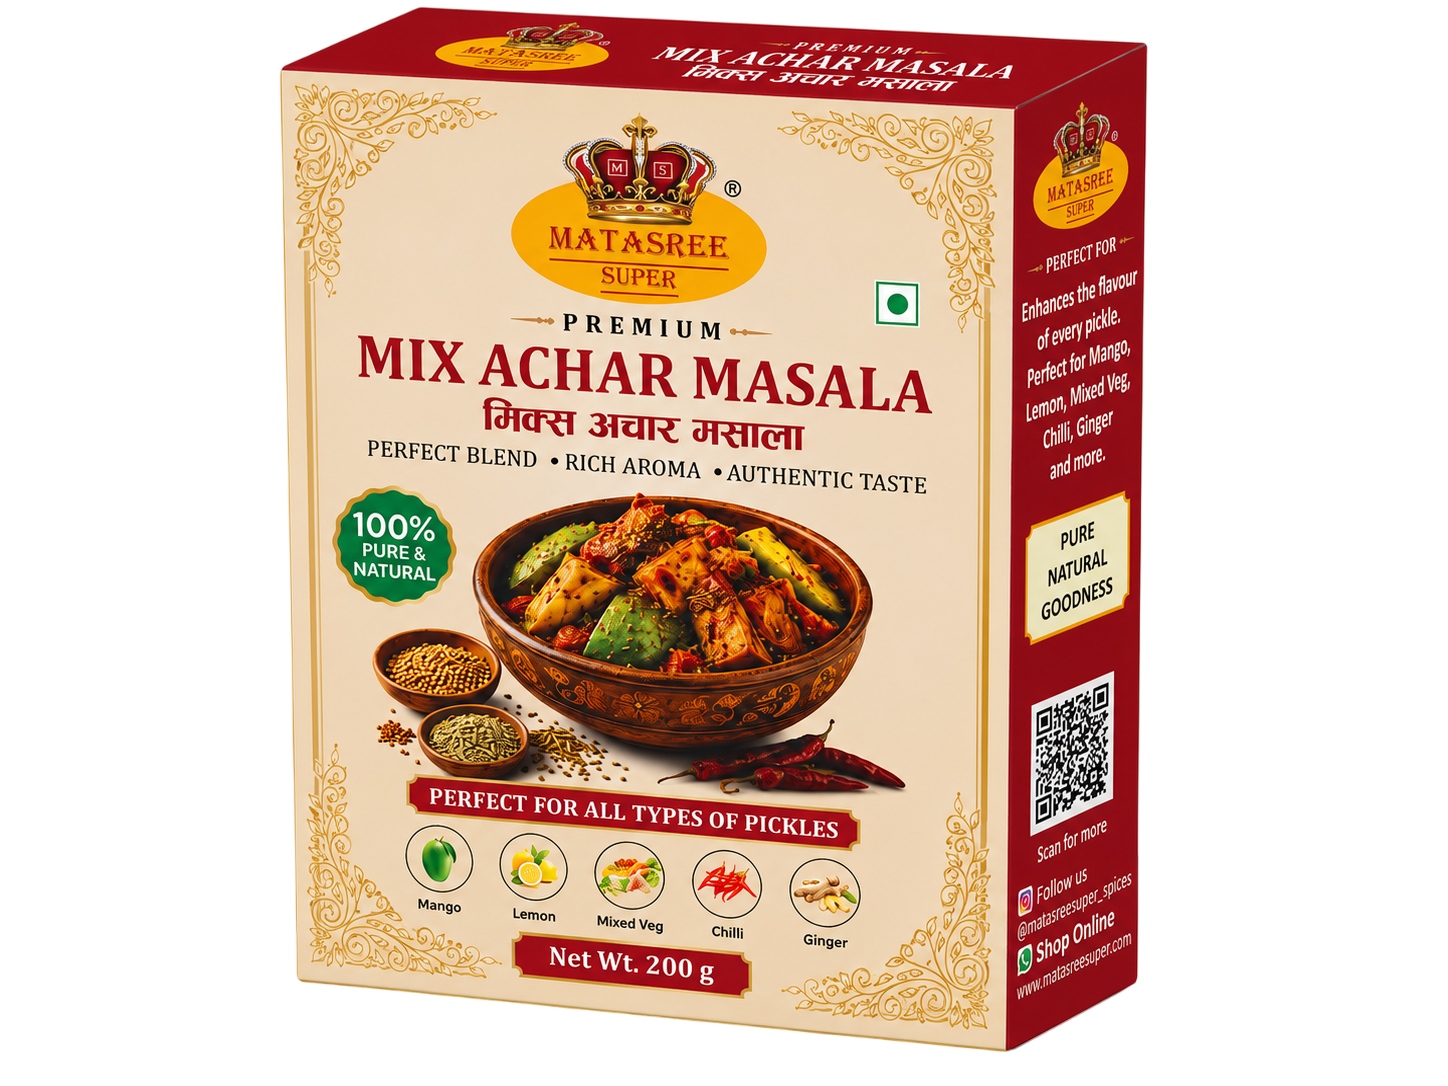 MATASREE
SUPER
PREMIUM
MIX ACHAR MASALA
मिक्स अचार मसाला
M S
®
MATASREE
SUPER
PREMIUM
MIX ACHAR MASALA
मिक्स अचार मसाला
PERFECT BLEND • RICH AROMA • AUTHENTIC TASTE
100%
PURE &
NATURAL
PERFECT FOR ALL TYPES OF PICKLES
Mango
Lemon
Mixed Veg
Chilli
Ginger
Net Wt. 200 g
MATASREE
SUPER
PERFECT FOR
Enhances the flavour
of every pickle.
Perfect for Mango,
Lemon, Mixed Veg,
Chilli, Ginger
and more.
PURE
NATURAL
GOODNESS
Scan for more
Follow us
@matasreesuper_spices
Shop Online
www.matasreesuper.com